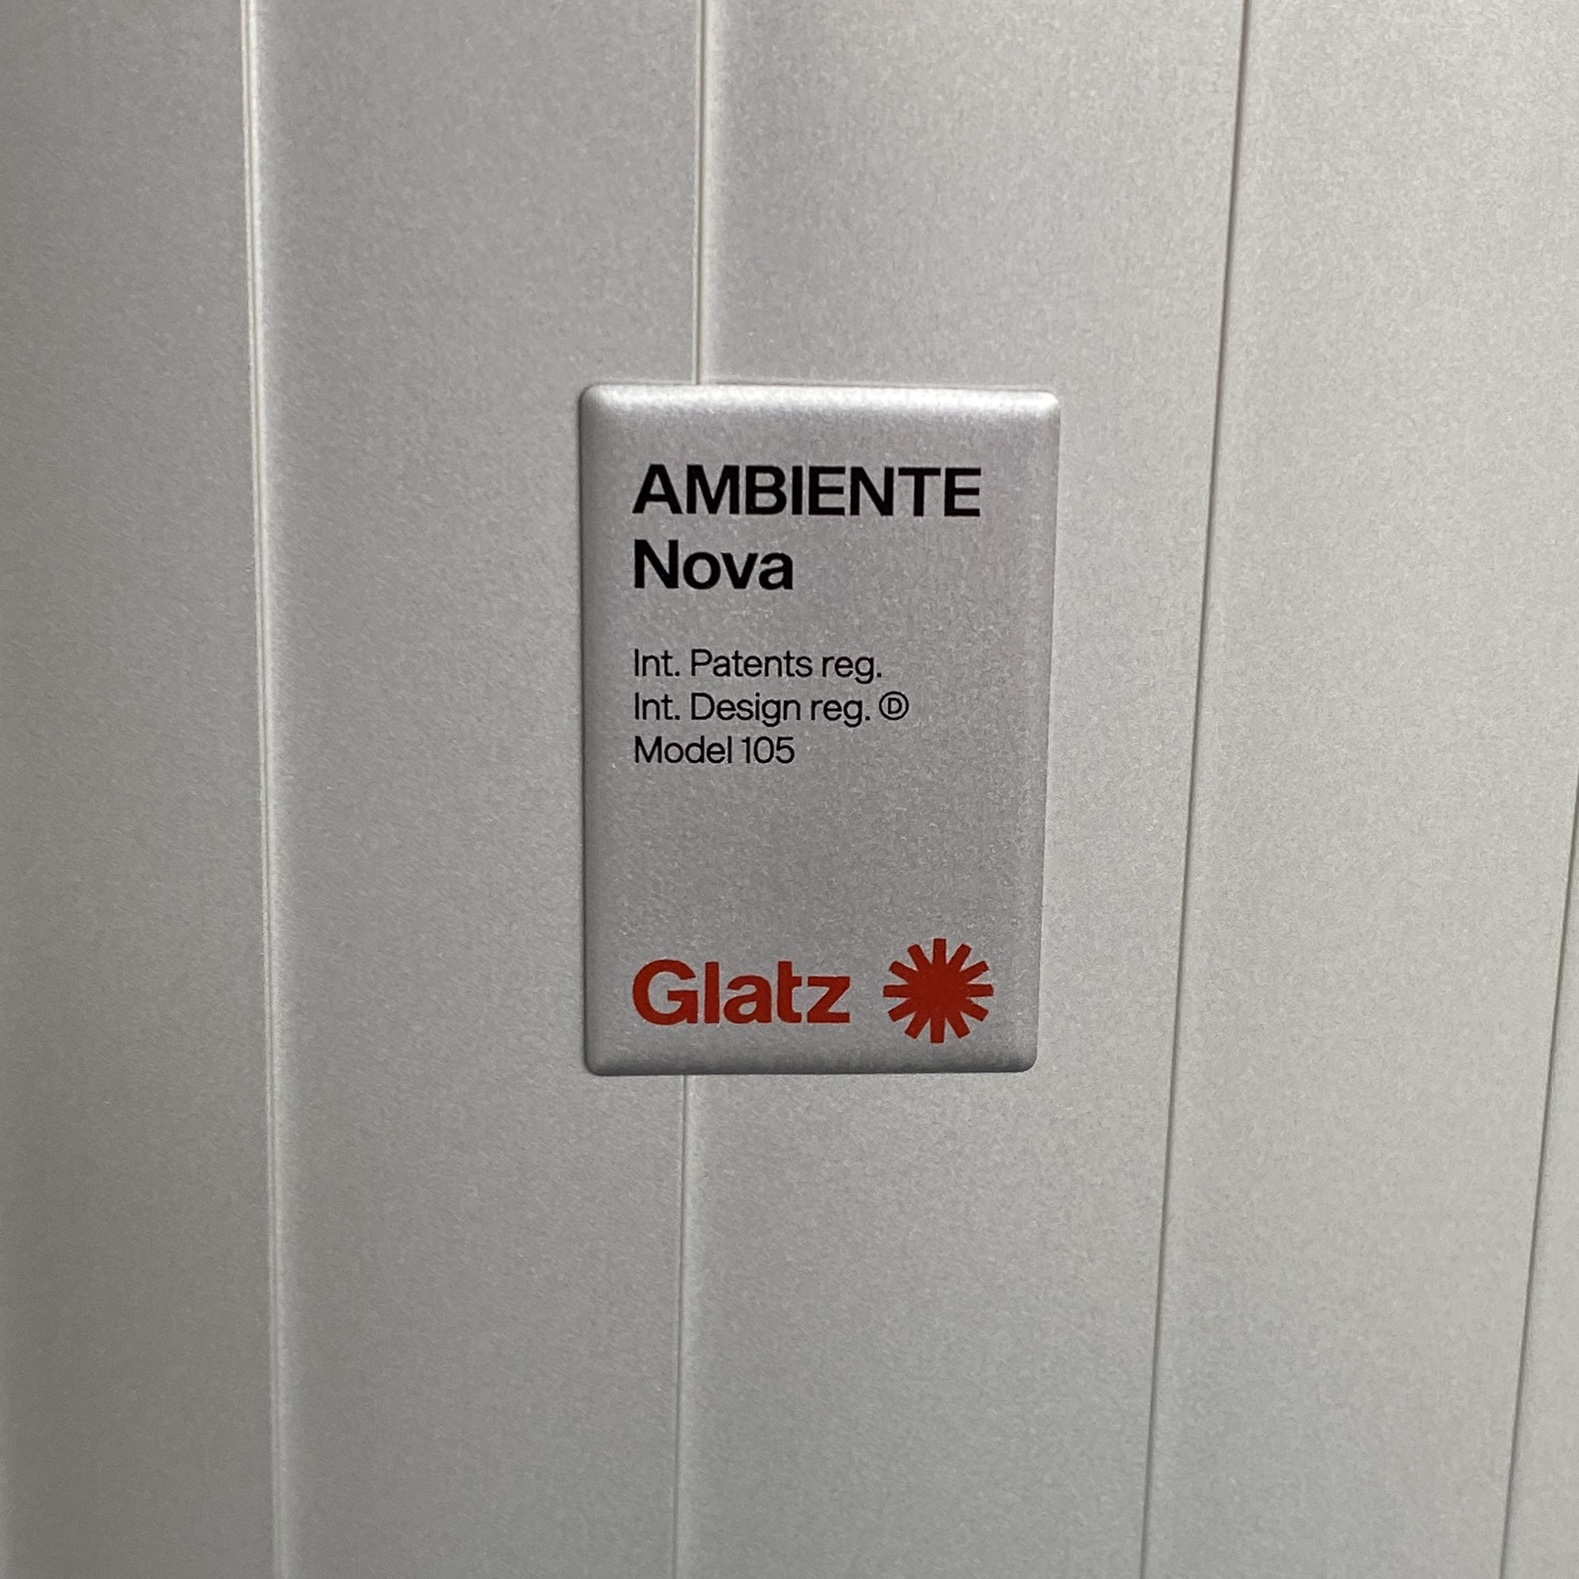 AMBIENTE
Nova
Int. Patents reg.
Int. Design reg. Ⓓ
Model 105
Glatz